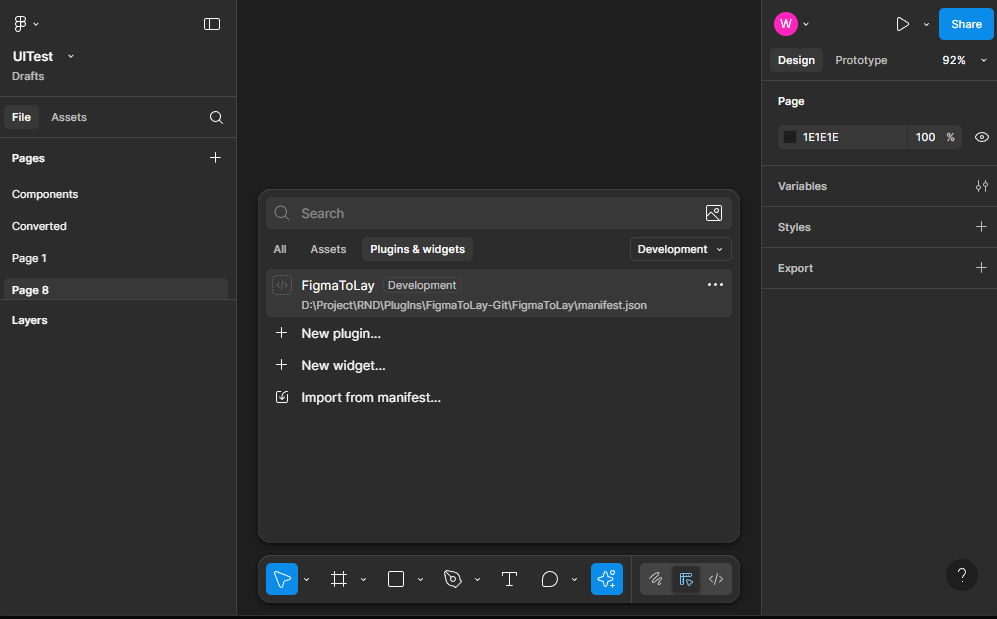 UITest
Drafts
File Assets
Pages
Components
Converted
Page 1
Page 8
Layers
Search
All Assets Plugins & widgets Development
FigmaToLay Development
D:\Project\RND\PlugIns\FigmaToLay-Git\FigmaToLay\manifest.json
New plugin...
New widget...
Import from manifest...
W Share
Design Prototype 92%
Page
1E1E1E 100 %
Variables
Styles
Export
?